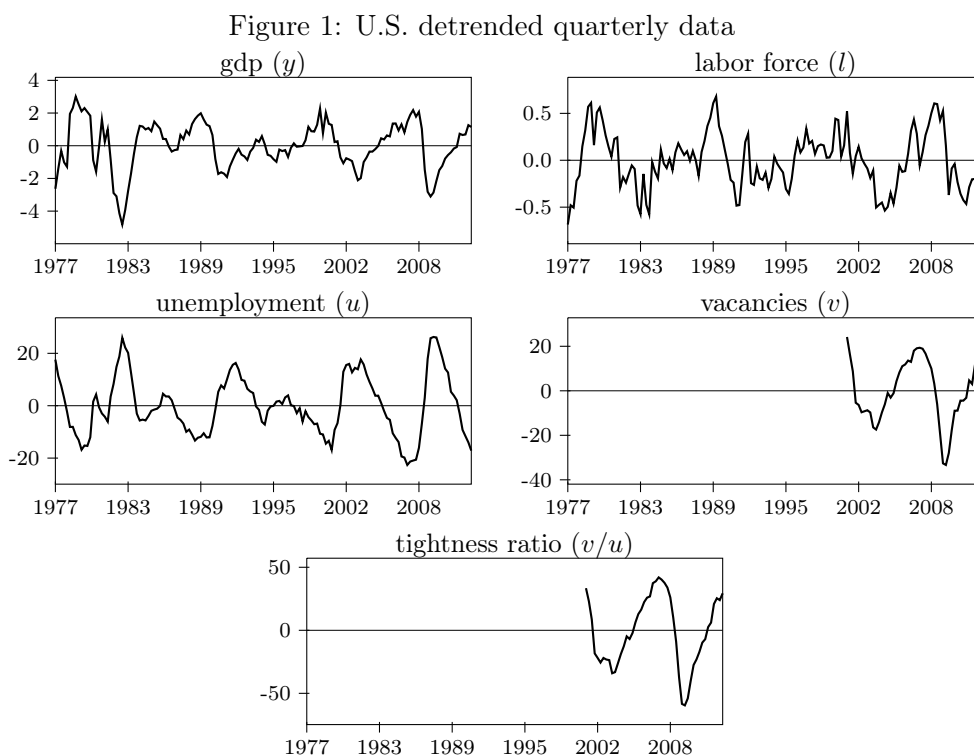 Figure 1: U.S. detrended quarterly data
gdp (y)
4
2
0
-2
-4
1977 1983 1989 1995 2002 2008
labor force (l)
0.5
0.0
-0.5
1977 1983 1989 1995 2002 2008
unemployment (u)
20
0
-20
1977 1983 1989 1995 2002 2008
vacancies (v)
20
0
-20
-40
1977 1983 1989 1995 2002 2008
tightness ratio (v/u)
50
0
-50
1977 1983 1989 1995 2002 2008